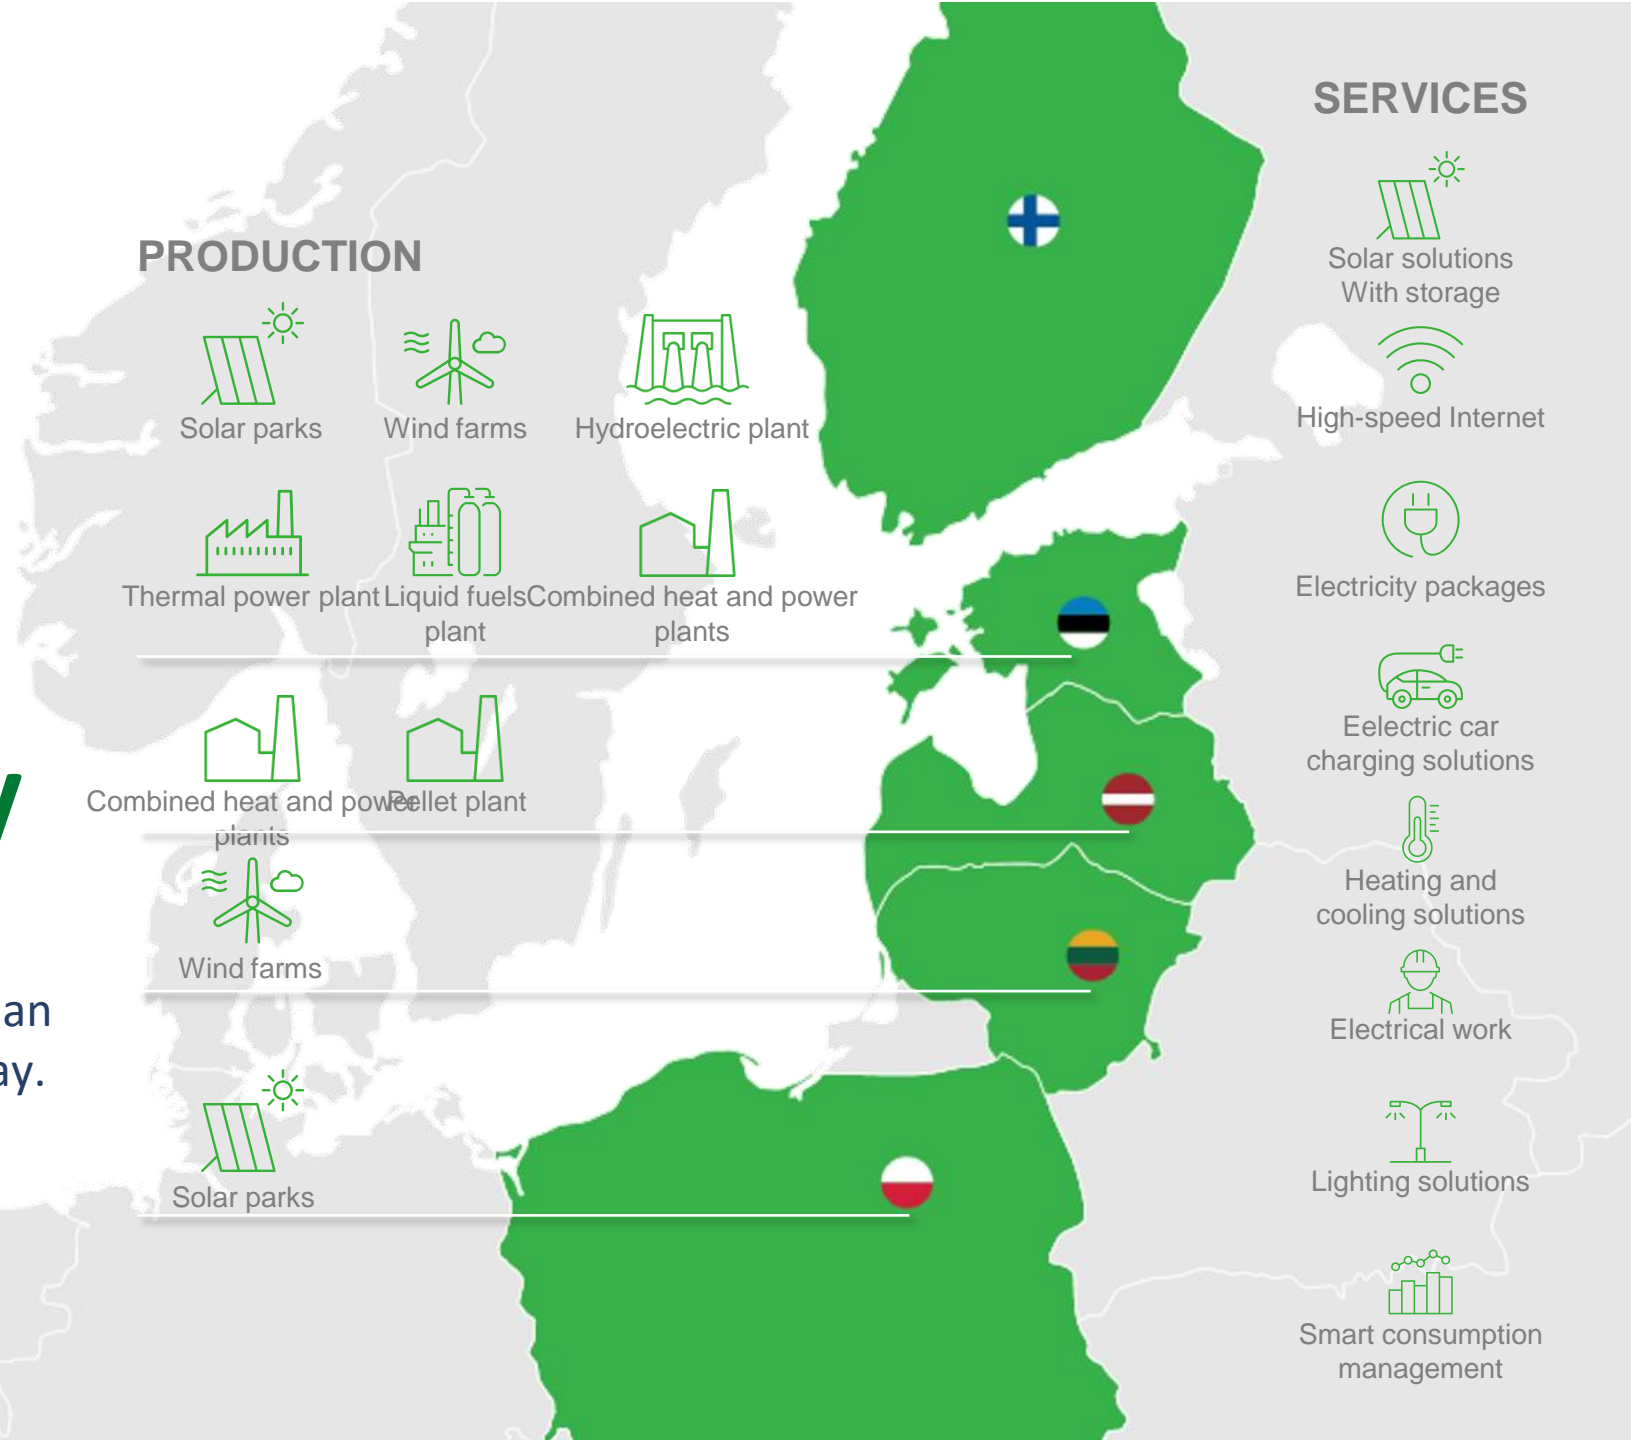 PRODUCTION
Solar parks
Wind farms
Hydroelectric plant
Thermal power plant
Liquid fuels
plant
Combined heat and power
plants
Combined heat and power
plants
Pellet plant
Wind farms
an
ay.
Solar parks
SERVICES
Solar solutions
With storage
High-speed Internet
Electricity packages
Eelectric car
charging solutions
Heating and
cooling solutions
Electrical work
Lighting solutions
Smart consumption
management